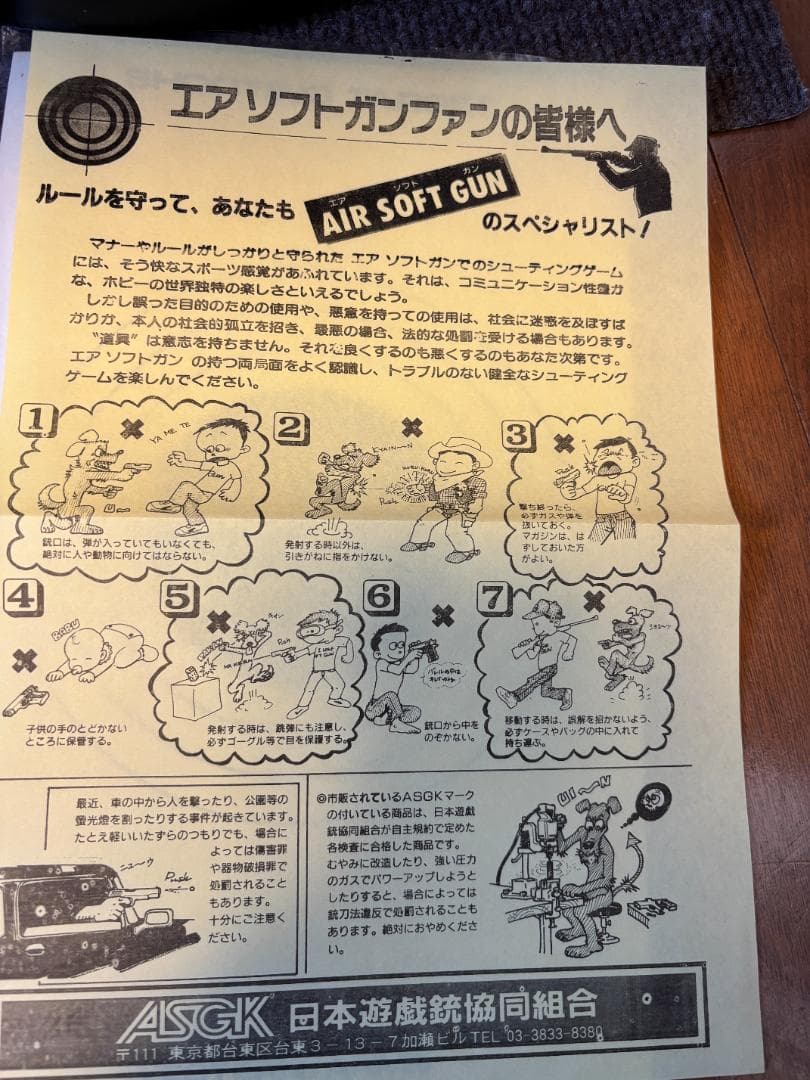 エア ソフトガンファンの皆様へ
ルールを守って、あなたも
エア ソフト ガン
AIR SOFT GUN
のスペシャリスト!
マナーやルールがしっかりと守られた エア ソフトガンでのシューティングゲーム
には、そう快なスポーツ感覚があふれています。それは、コミュニケーション性豊か
な、ホビーの世界独特の楽しさといえるでしょう。
しかし誤った目的のための使用や、悪意を持っての使用は、社会に迷惑を及ぼすば
かりか、本人の社会的孤立を招き、最悪の場合、法的な処罰を受ける場合もあります。
"道具"は意志を持ちません。それを良くするのも悪くするのもあなた次第です。
エア ソフトガン の持つ両局面をよく認識し、トラブルのない健全なシューティング
ゲームを楽しんでください。
1
YA ME TE
銃口は、弾が入っていてもいなくても、
絶対に人や動物に向けてはならない。
2
KYAIN〜N
Pusk
発射する時以外は、
引きがねに指をかけない。
3
Pusk
撃ち終ったら、
必ずガスや弾を
抜いておく。
マガジンは、は
ずしておいた方
がよい。
4
BABU
子供の手のとどかない
ところに保管する。
5
発射する時は、跳弾にも注意し、
必ずゴーグル等で目を保護する。
6
銃口から中を
のぞかない。
7
移動する時は、誤解を招かないよう、
必ずケースやバッグの中に入れて
持ち運ぶ。
最近、車の中から人を撃ったり、公園等の
螢光燈を割ったりする事件が起きています。
たとえ軽いいたずらのつもりでも、場合に
よっては傷害罪
や器物破損罪で
処罰されること
もあります。
十分にご注意く
ださい。
ニューウ
Pusk
◎市販されているASGKマーク
の付いている商品は、日本遊戯
銃協同組合が自主規約で定めた
各検査に合格した商品です。
むやみに改造したり、強い圧力
のガスでパワーアップしようと
したりすると、場合によっては
銃刀法違反で処罰されることも
あります。絶対におやめくださ
い。
UI〜N
ASGK 日本遊戯銃協同組合
〒111 東京都台東区台東3-13-7加瀬ビル TEL 03-3833-8380